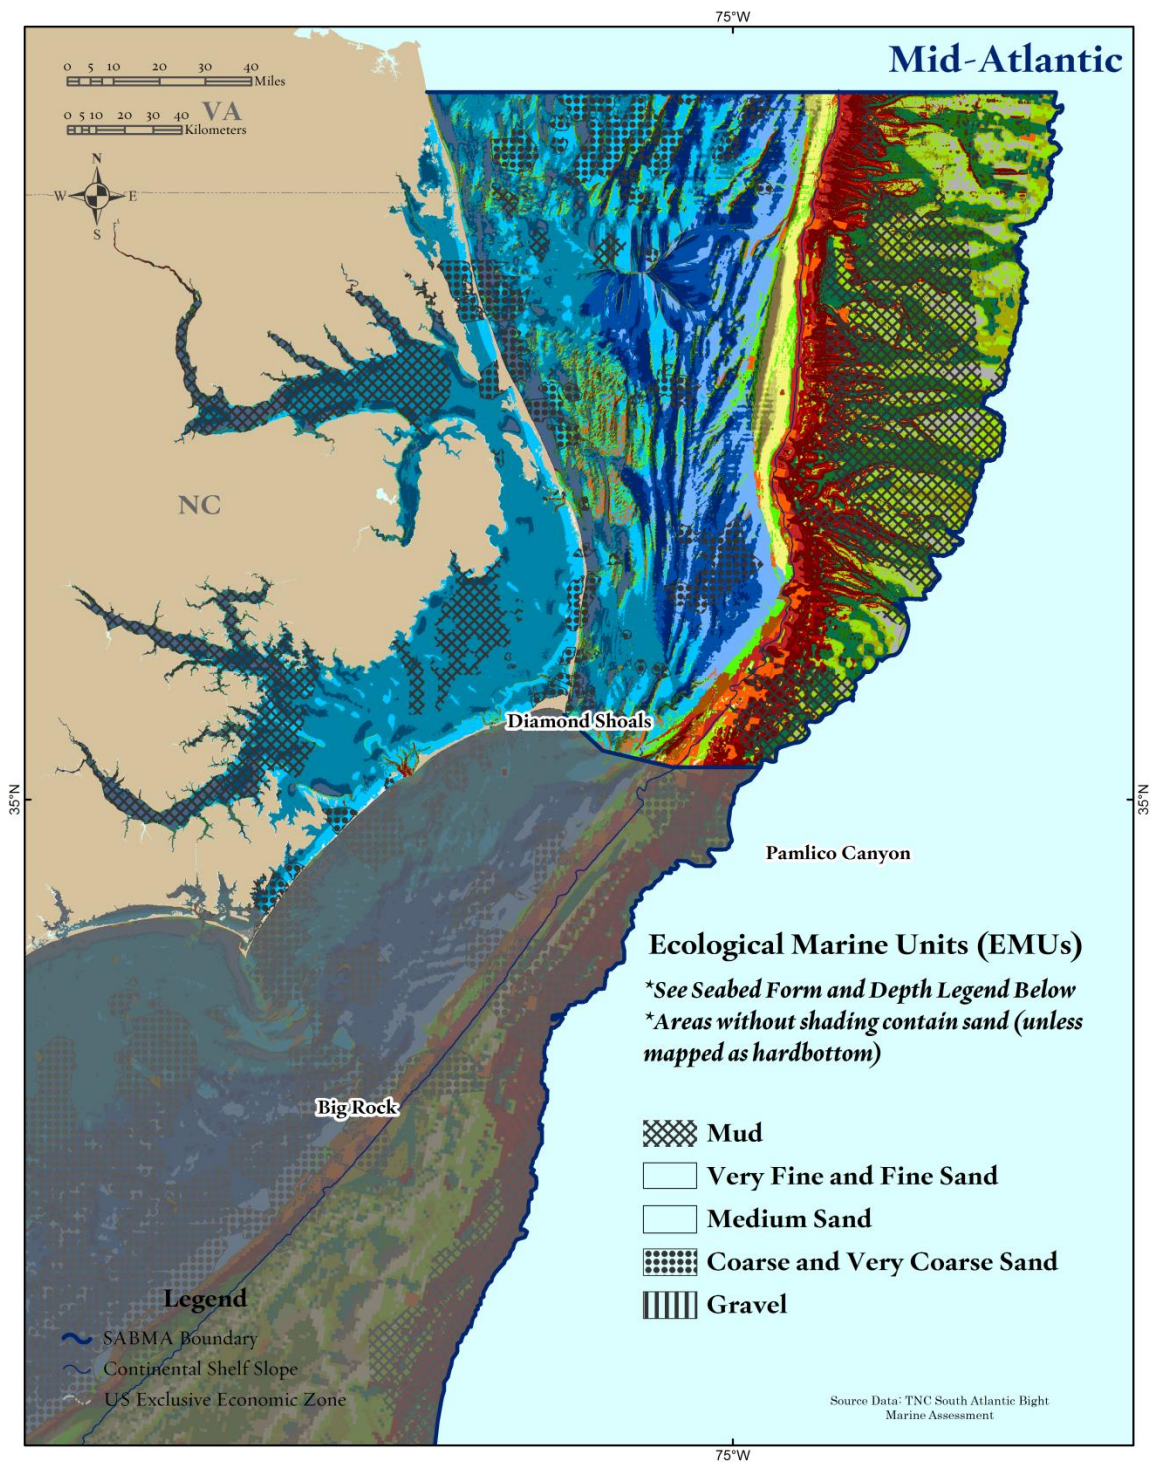 75°W
Mid-Atlantic
0 5 10 20 30 40
Miles
VA
0 5 10 20 30 40
Kilometers
N
W E
S
NC
Diamond Shoals
35°N
35°N
Pamlico Canyon
Ecological Marine Units (EMUs)
*See Seabed Form and Depth Legend Below
*Areas without shading contain sand (unless
mapped as hardbottom)
Big Rock
Mud
Very Fine and Fine Sand
Medium Sand
Coarse and Very Coarse Sand
Gravel
Legend
SABMA Boundary
Continental Shelf Slope
US Exclusive Economic Zone
Source Data: TNC South Atlantic Bight
Marine Assessment
75°W